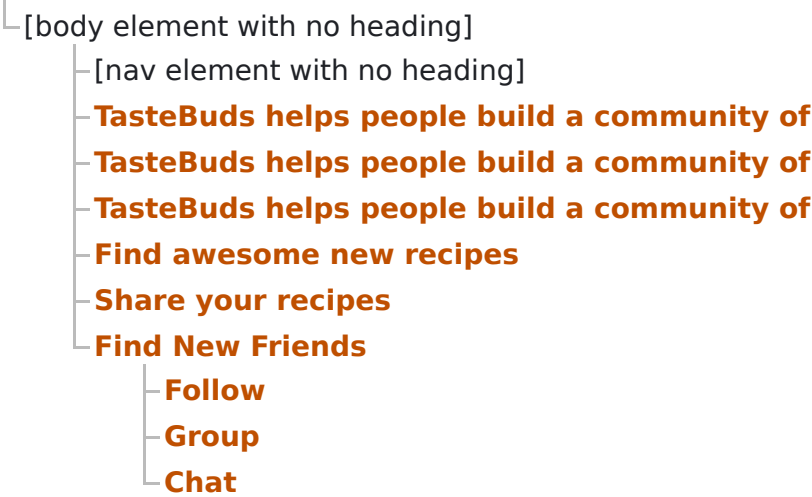 [body element with no heading]
[nav element with no heading]
TasteBuds helps people build a community of
TasteBuds helps people build a community of
TasteBuds helps people build a community of
Find awesome new recipes
Share your recipes
Find New Friends
Follow
Group
Chat